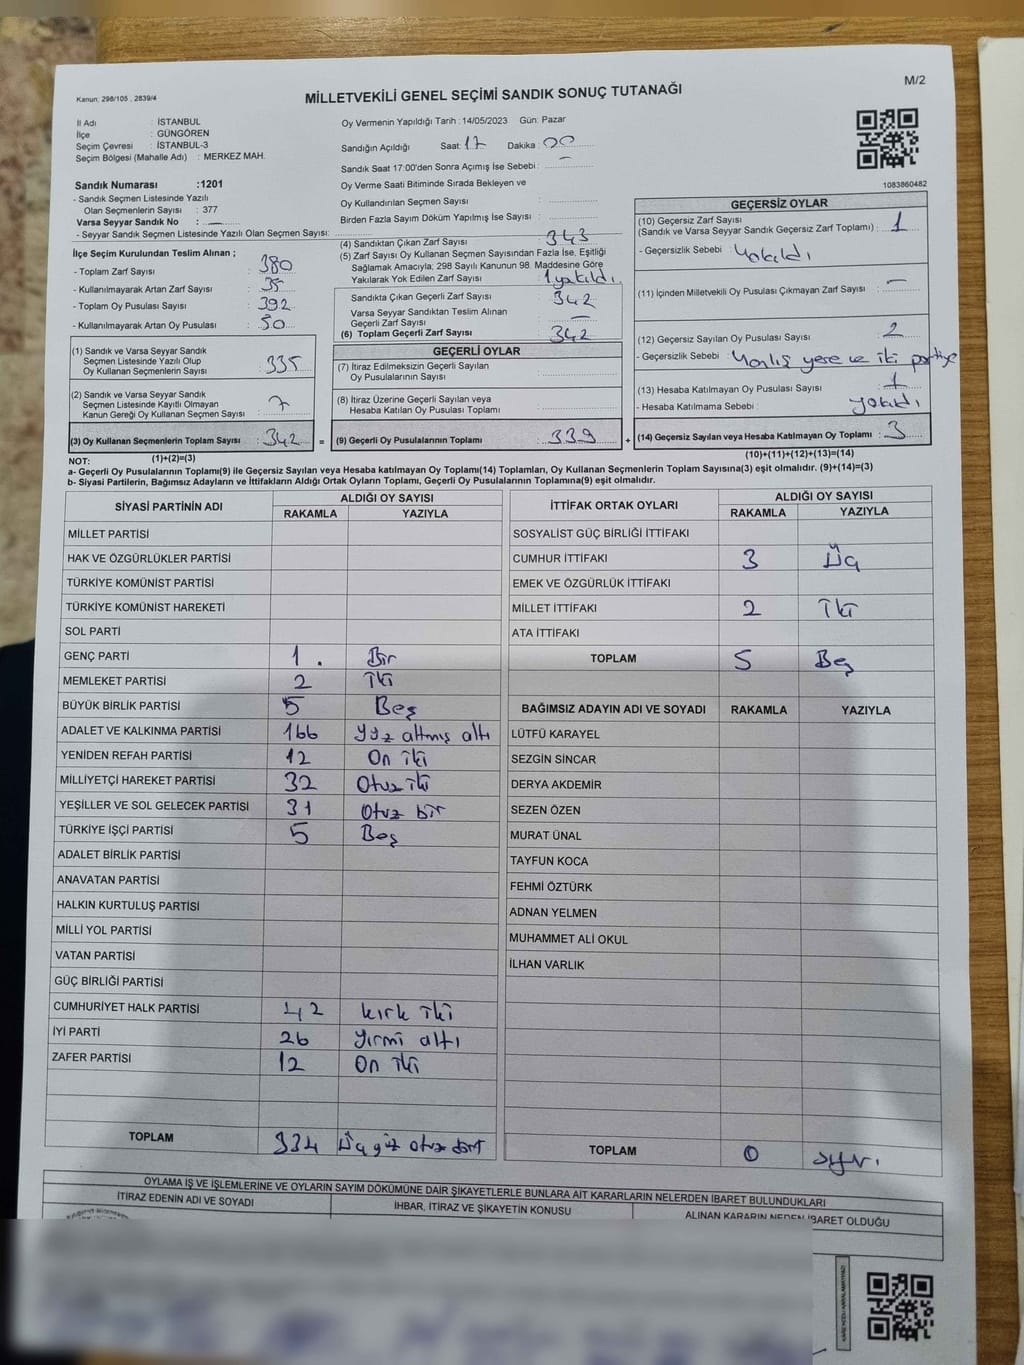 Kanun; 298/105 , 2839/4
MİLLETVEKİLİ GENEL SEÇİMİ SANDIK SONUÇ TUTANAĞI
M/2
İl Adı : İSTANBUL
İlçe : GÜNGÖREN
Seçim Çevresi : İSTANBUL-3
Seçim Bölgesi (Mahalle Adı) : MERKEZ MAH.
Sandık Numarası :1201
- Sandık Seçmen Listesinde Yazılı
Olan Seçmenlerin Sayısı : 377
Varsa Seyyar Sandık No : —
- Seyyar Sandık Seçmen Listesinde Yazılı Olan Seçmen Sayısı:
Oy Vermenin Yapıldığı Tarih : 14/05/2023 Gün: Pazar
Sandığın Açıldığı Saat: 17 Dakika : 00
Sandık Saat 17:00'den Sonra Açımış İse Sebebi : —
Oy Verme Saati Bitiminde Sırada Bekleyen ve
Oy Kullandırılan Seçmen Sayısı :
Birden Fazla Sayım Döküm Yapılmış İse Sayısı :
1083860482
İlçe Seçim Kurulundan Teslim Alınan ;
- Toplam Zarf Sayısı : 380
- Kullanılmayarak Artan Zarf Sayısı : 35
- Toplam Oy Pusulası Sayısı : 392
- Kullanılmayarak Artan Oy Pusulası : 50
(1) Sandık ve Varsa Seyyar Sandık
Seçmen Listesinde Yazılı Olup
Oy Kullanan Seçmenlerin Sayısı : 335
(2) Sandık ve Varsa Seyyar Sandık
Seçmen Listesinde Kayıtlı Olmayan
Kanun Gereği Oy Kullanan Seçmen Sayısı : 7
(3) Oy Kullanan Seçmenlerin Toplam Sayısı : 342 =
(1)+(2)=(3)
(4) Sandıktan Çıkan Zarf Sayısı : 343
(5) Zarf Sayısı Oy Kullanan Seçmen Sayısından Fazla İse, Eşitliği
Sağlamak Amacıyla; 298 Sayılı Kanunun 98. Maddesine Göre
Yakılarak Yok Edilen Zarf Sayısı : 1 yakıldı.
Sandıkta Çıkan Geçerli Zarf Sayısı : 342
Varsa Seyyar Sandıktan Teslim Alınan
Geçerli Zarf Sayısı : —
(6) Toplam Geçerli Zarf Sayısı : 342
GEÇERLİ OYLAR
(7) İtiraz Edilmeksizin Geçerli Sayılan
Oy Pusulalarının Sayısı :
(8) İtiraz Üzerine Geçerli Sayılan veya
Hesaba Katılan Oy Pusulası Toplamı :
(9) Geçerli Oy Pusulalarının Toplamı : 339 +
GEÇERSİZ OYLAR
(10) Geçersiz Zarf Sayısı
(Sandık ve Varsa Seyyar Sandık Geçersiz Zarf Toplamı) : 1
- Geçersizlik Sebebi : Yakıldı
(11) İçinden Milletvekili Oy Pusulası Çıkmayan Zarf Sayısı : —
(12) Geçersiz Sayılan Oy Pusulası Sayısı : 2
- Geçersizlik Sebebi : Yanlış yere ve iki partiye
(13) Hesaba Katılmayan Oy Pusulası Sayısı : 1
- Hesaba Katılmama Sebebi : yakıldı
(14) Geçersiz Sayılan veya Hesaba Katılmayan Oy Toplamı : 3
(10)+(11)+(12)+(13)=(14)
NOT:
a- Geçerli Oy Pusulalarının Toplamı(9) ile Geçersiz Sayılan veya Hesaba katılmayan Oy Toplamı(14) Toplamları, Oy Kullanan Seçmenlerin Toplam Sayısına(3) eşit olmalıdır. (9)+(14)=(3)
b- Siyasi Partilerin, Bağımsız Adayların ve İttifakların Aldığı Ortak Oyların Toplamı, Geçerli Oy Pusulalarının Toplamına(9) eşit olmalıdır.
SİYASİ PARTİNİN ADI ALDIĞI OY SAYISI
RAKAMLA YAZIYLA
MİLLET PARTİSİ
HAK VE ÖZGÜRLÜKLER PARTİSİ
TÜRKİYE KOMÜNİST PARTİSİ
TÜRKİYE KOMÜNİST HAREKETİ
SOL PARTİ
GENÇ PARTİ 1 . Bir
MEMLEKET PARTİSİ 2 İki
BÜYÜK BİRLİK PARTİSİ 5 Beş
ADALET VE KALKINMA PARTİSİ 166 Yüz altmış altı
YENİDEN REFAH PARTİSİ 12 On iki
MİLLİYETÇİ HAREKET PARTİSİ 32 Otuz iki
YEŞİLLER VE SOL GELECEK PARTİSİ 31 Otuz bir
TÜRKİYE İŞÇİ PARTİSİ 5 Beş
ADALET BİRLİK PARTİSİ
ANAVATAN PARTİSİ
HALKIN KURTULUŞ PARTİSİ
MİLLİ YOL PARTİSİ
VATAN PARTİSİ
GÜÇ BİRLİĞİ PARTİSİ
CUMHURİYET HALK PARTİSİ 42 kırk iki
İYİ PARTİ 26 yirmi altı
ZAFER PARTİSİ 12 On iki
TOPLAM 334 Üç yüz otuz dört
İTTİFAK ORTAK OYLARI ALDIĞI OY SAYISI
RAKAMLA YAZIYLA
SOSYALİST GÜÇ BİRLİĞİ İTTİFAKI
CUMHUR İTTİFAKI 3 Üç
EMEK VE ÖZGÜRLÜK İTTİFAKI
MİLLET İTTİFAKI 2 İki
ATA İTTİFAKI
TOPLAM 5 Beş
BAĞIMSIZ ADAYIN ADI VE SOYADI RAKAMLA YAZIYLA
LÜTFÜ KARAYEL
SEZGİN SİNCAR
DERYA AKDEMİR
SEZEN ÖZEN
MURAT ÜNAL
TAYFUN KOCA
FEHMİ ÖZTÜRK
ADNAN YELMEN
MUHAMMET ALİ OKUL
İLHAN VARLIK
TOPLAM 0
OYLAMA İŞ VE İŞLEMLERİNE VE OYLARIN SAYIM DÖKÜMÜNE DAİR ŞİKAYETLERLE BUNLARA AİT KARARLARIN NELERDEN İBARET BULUNDUKLARI
İTİRAZ EDENİN ADI VE SOYADI İHBAR, İTİRAZ VE ŞİKAYETİN KONUSU ALINAN KARARIN NEDEN İBARET OLDUĞU